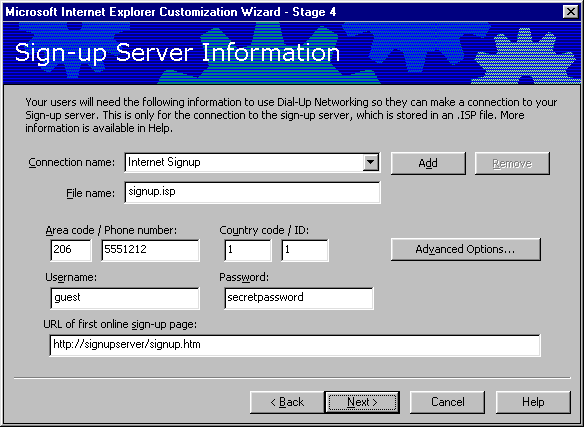 Microsoft Internet Explorer Customization Wizard - Stage 4
Sign-up Server Information
Your users will need the following information to use Dial-Up Networking so they can make a connection to your
Sign-up server. This is only for the connection to the sign-up server, which is stored in an .ISP file. More
information is available in Help.
Connection name: Internet Signup Add Remove
File name: signup.isp
Area code / Phone number: Country code / ID:
206 5551212 1 1 Advanced Options...
Username: Password:
guest secretpassword
URL of first online sign-up page:
http://signupserver/signup.htm
< Back Next > Cancel Help